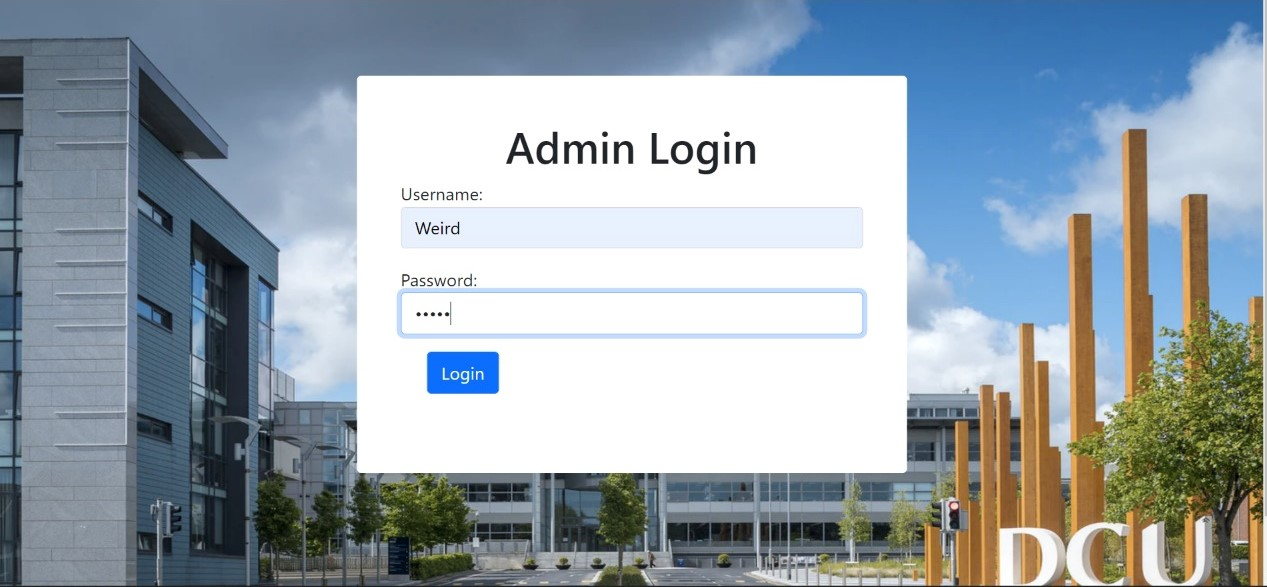 Admin Login
Username:
Weird
Password:
•••••
Login
DCU